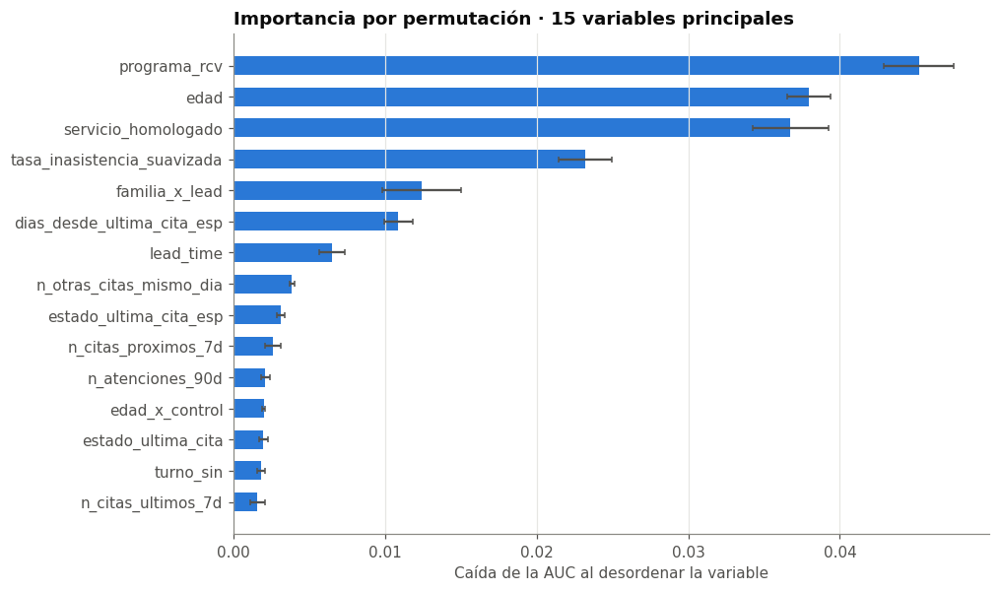 Importancia por permutación · 15 variables principales
programa_rcv
edad
servicio_homologado
tasa_inasistencia_suavizada
familia_x_lead
dias_desde_ultima_cita_esp
lead_time
n_otras_citas_mismo_dia
estado_ultima_cita_esp
n_citas_proximos_7d
n_atenciones_90d
edad_x_control
estado_ultima_cita
turno_sin
n_citas_ultimos_7d
0.00 0.01 0.02 0.03 0.04
Caída de la AUC al desordenar la variable